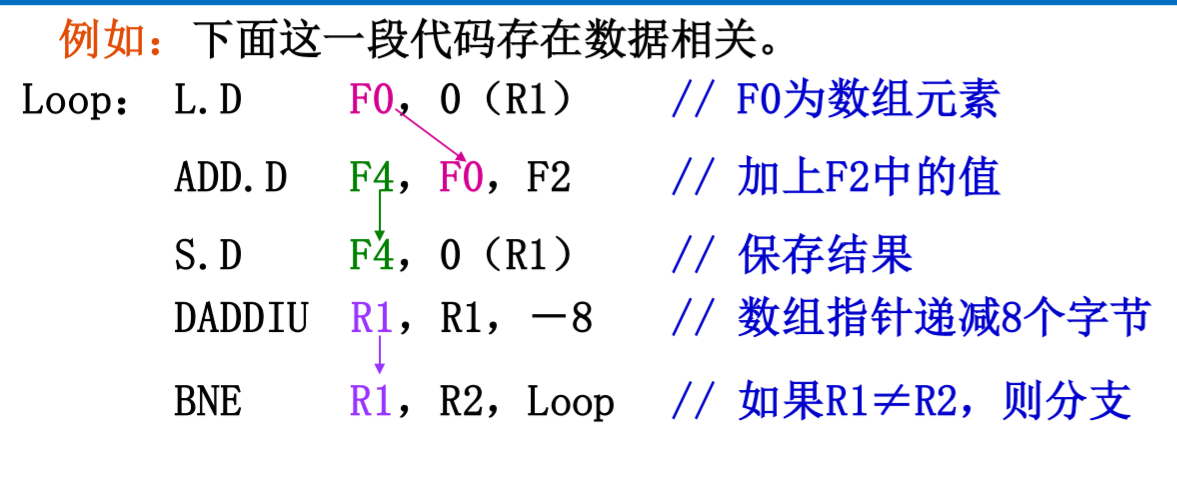 例如：下面这一段代码存在数据相关。
Loop： L.D F0，0（R1） // F0为数组元素
ADD.D F4，F0，F2 // 加上F2中的值
S.D F4，0（R1） // 保存结果
DADDIU R1，R1，－8 // 数组指针递减8个字节
BNE R1，R2，Loop // 如果R1≠R2，则分支